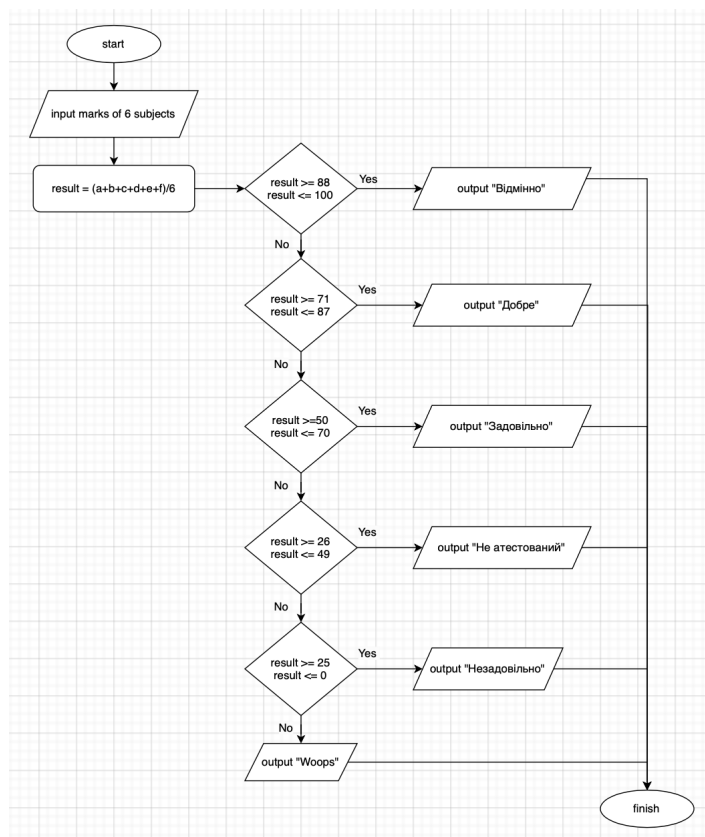 start
input marks of 6 subjects
result = (a+b+c+d+e+f)/6
result >= 88
result <= 100
Yes
output "Відмінно"
No
result >= 71
result <= 87
Yes
output "Добре"
No
result >=50
result <= 70
Yes
output "Задовільно"
No
result >= 26
result <= 49
Yes
output "Не атестований"
No
result >= 25
result <= 0
Yes
output "Незадовільно"
No
output "Woops"
finish